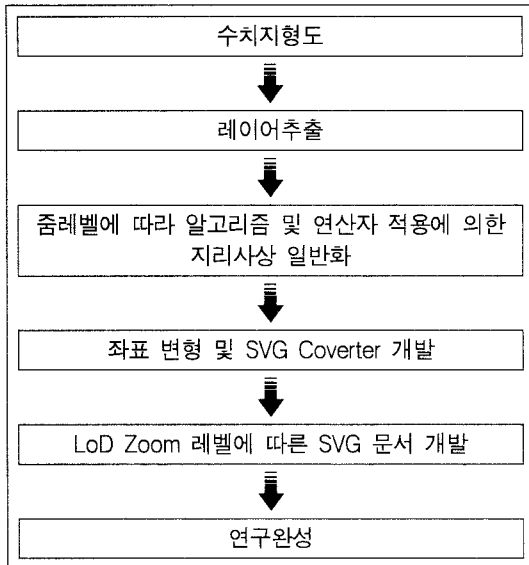 수치지형도
레이어추출
줌레벨에 따라 알고리즘 및 연산자 적용에 의한
지리사상 일반화
좌표 변형 및 SVG Coverter 개발
LoD Zoom 레벨에 따른 SVG 문서 개발
연구완성